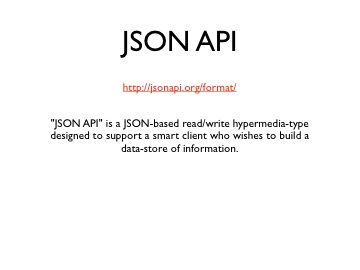 JSON API
http://jsonapi.org/format/
"JSON API" is a JSON-based read/write hypermedia-type
designed to support a smart client who wishes to build a
data-store of information.